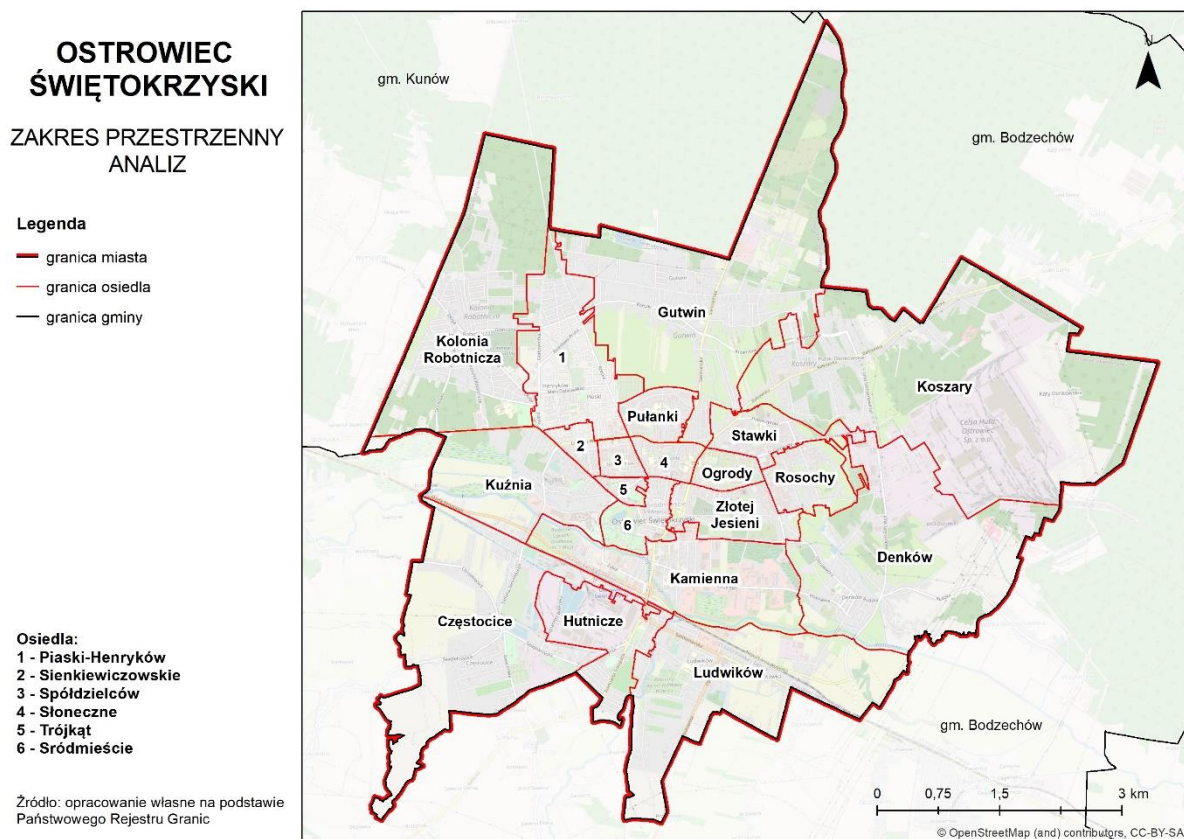 OSTROWIEC
ŚWIĘTOKRZYSKI
ZAKRES PRZESTRZENNY
ANALIZ
Legenda
granica miasta
granica osiedla
granica gminy
Osiedla:
1 - Piaski-Henryków
2 - Sienkiewiczowskie
3 - Spółdzielców
4 - Słoneczne
5 - Trójkąt
6 - Sródmieście
Źródło: opracowanie własne na podstawie
Państwowego Rejestru Granic
N
gm. Kunów
gm. Bodzechów
Gutwin
Kolonia
Robotnicza
1
Koszary
Pułanki
Stawki
2
3
4
Ogrody
Rosochy
Kuźnia
5
Złotej
Jesieni
6
Denków
Kamienna
Częstocice
Hutnicze
Ludwików
gm. Bodzechów
0 0,75 1,5 3 km
© OpenStreetMap (and) contributors, CC-BY-SA